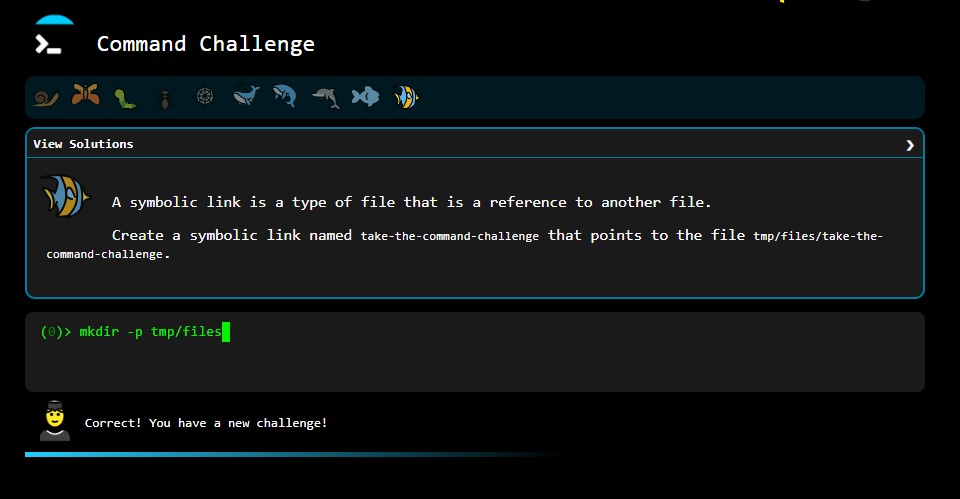 Command Challenge
View Solutions
A symbolic link is a type of file that is a reference to another file.
Create a symbolic link named take-the-command-challenge that points to the file tmp/files/take-the-
command-challenge.
(0)> mkdir -p tmp/files
Correct! You have a new challenge!